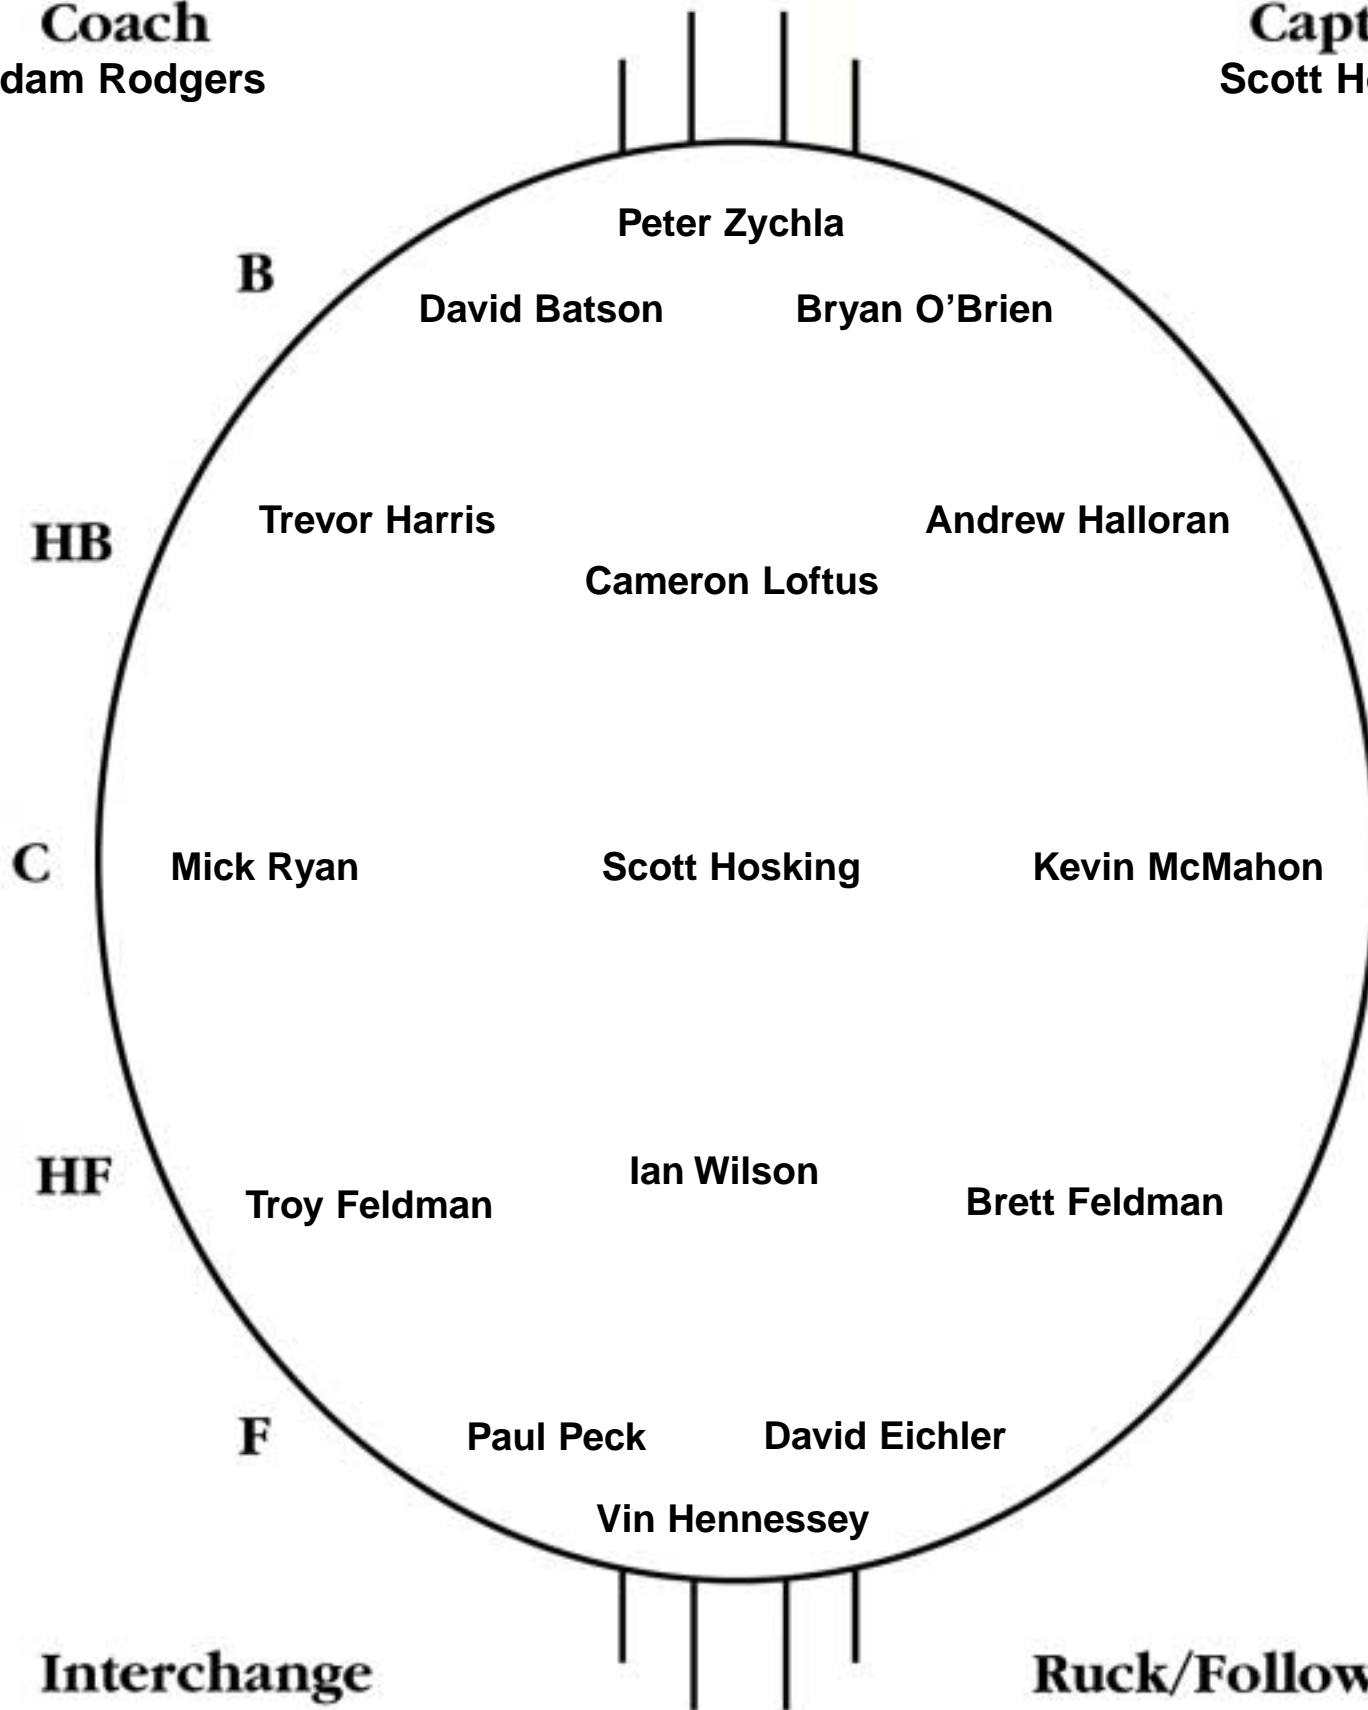 Coach
dam Rodgers
Capt
Scott Ho
Peter Zychla
B
David Batson Bryan O’Brien
Trevor Harris Andrew Halloran
HB
Cameron Loftus
C Mick Ryan Scott Hosking Kevin McMahon
HF
Ian Wilson
Troy Feldman Brett Feldman
F Paul Peck David Eichler
Vin Hennessey
Interchange Ruck/Follow